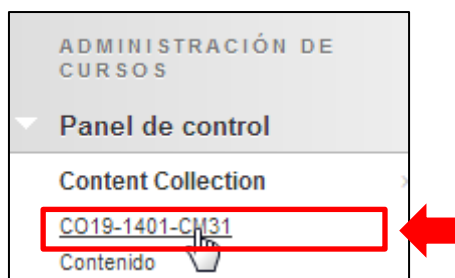 ADMINISTRACIÓN DE
CURSOS
Panel de control
Content Collection
CO19-1401-CM31
Contenido